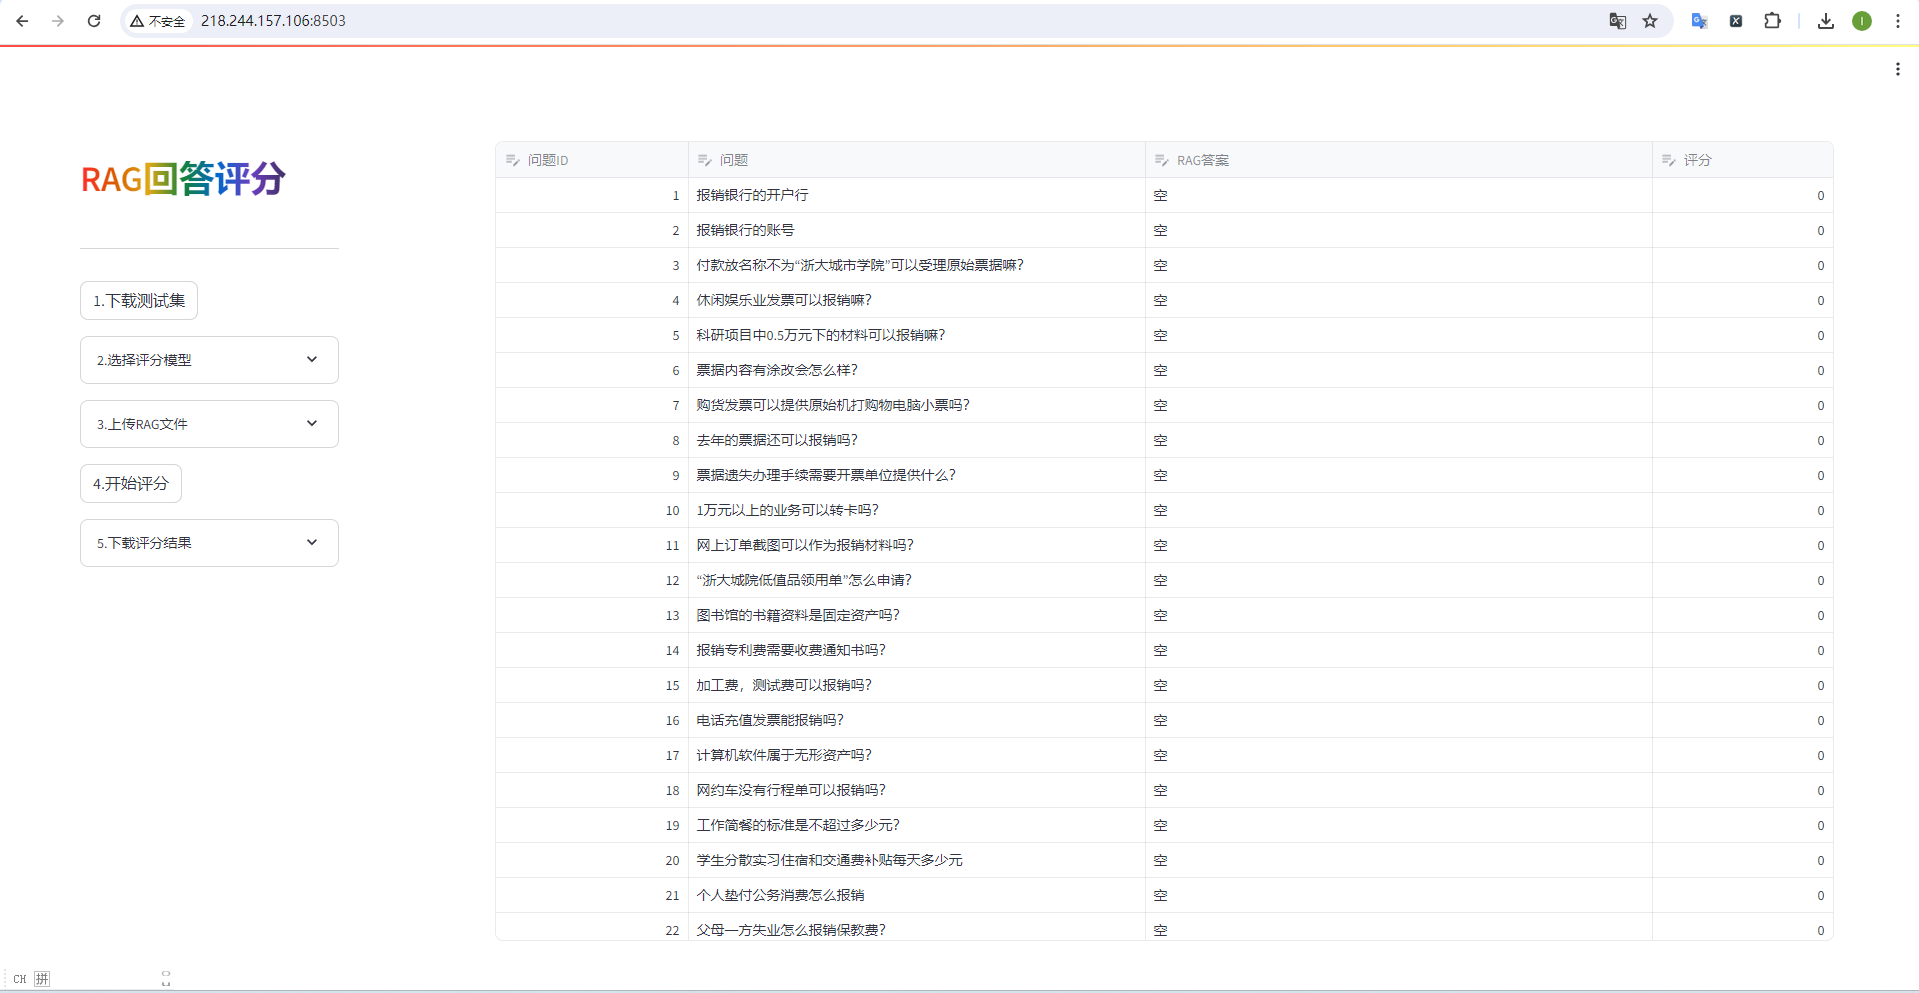 不安全 218.244.157.106:8503
RAG回答评分
1.下载测试集
2.选择评分模型
3.上传RAG文件
4.开始评分
5.下载评分结果
问题ID 问题 RAG答案 评分
1 报销银行的开户行 空 0
2 报销银行的账号 空 0
3 付款放名称不为“浙大城市学院”可以受理原始票据嘛? 空 0
4 休闲娱乐业发票可以报销嘛? 空 0
5 科研项目中0.5万元下的材料可以报销嘛? 空 0
6 票据内容有涂改会怎么样? 空 0
7 购货发票可以提供原始机打购物电脑小票吗? 空 0
8 去年的票据还可以报销吗? 空 0
9 票据遗失办理手续需要开票单位提供什么? 空 0
10 1万元以上的业务可以转卡吗? 空 0
11 网上订单截图可以作为报销材料吗? 空 0
12 “浙大城院低值品领用单”怎么申请? 空 0
13 图书馆的书籍资料是固定资产吗? 空 0
14 报销专利费需要收费通知书吗? 空 0
15 加工费，测试费可以报销吗? 空 0
16 电话充值发票能报销吗? 空 0
17 计算机软件属于无形资产吗? 空 0
18 网约车没有行程单可以报销吗? 空 0
19 工作简餐的标准是不超过多少元? 空 0
20 学生分散实习住宿和交通费补贴每天多少元 空 0
21 个人垫付公务消费怎么报销 空 0
22 父母一方失业怎么报销保教费? 空 0
CH 拼